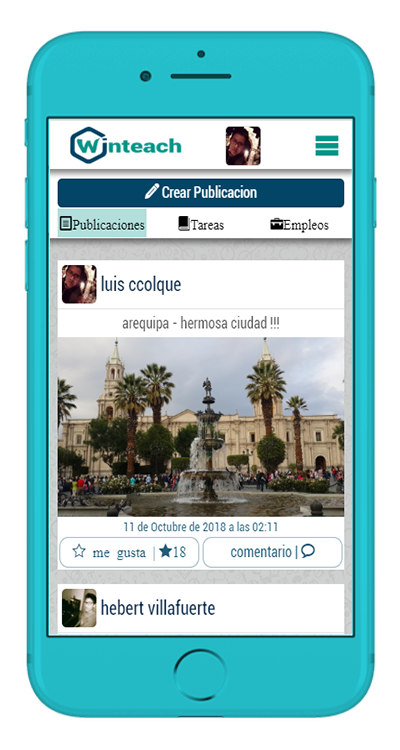 Winteach
Crear Publicacion
Publicaciones Tareas Empleos
luis ccolque
arequipa - hermosa ciudad !!!
11 de Octubre de 2018 a las 02:11
me gusta | 18 comentario |
hebert villafuerte